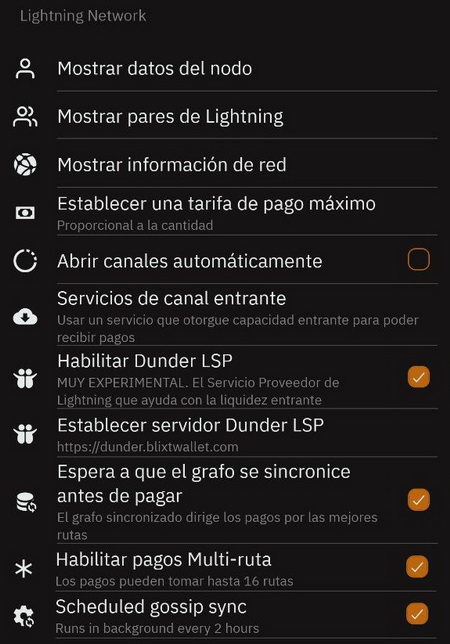 Lightning Network
Mostrar datos del nodo
Mostrar pares de Lightning
Mostrar información de red
Establecer una tarifa de pago máximo
Proporcional a la cantidad
Abrir canales automáticamente
Servicios de canal entrante
Usar un servicio que otorgue capacidad entrante para poder
recibir pagos
Habilitar Dunder LSP
MUY EXPERIMENTAL. El Servicio Proveedor de
Lightning que ayuda con la liquidez entrante
Establecer servidor Dunder LSP
https://dunder.blixtwallet.com
Espera a que el grafo se sincronice
antes de pagar
El grafo sincronizado dirige los pagos por las mejores
rutas
Habilitar pagos Multi-ruta
Los pagos pueden tomar hasta 16 rutas
Scheduled gossip sync
Runs in background every 2 hours